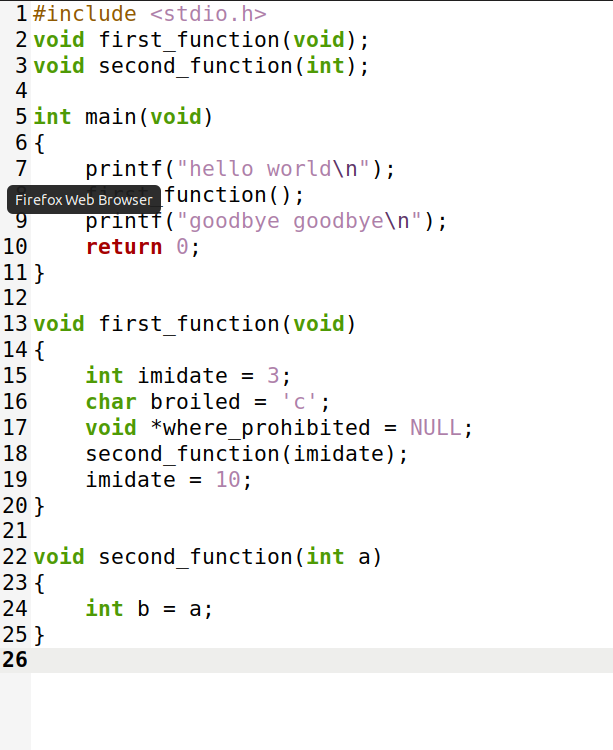 1 #include <stdio.h>
2 void first_function(void);
3 void second_function(int);
4
5 int main(void)
6 {
7     printf("hello world\n");
_function();
Firefox Web Browser
9     printf("goodbye goodbye\n");
10     return 0;
11 }
12
13 void first_function(void)
14 {
15     int imidate = 3;
16     char broiled = 'c';
17     void *where_prohibited = NULL;
18     second_function(imidate);
19     imidate = 10;
20 }
21
22 void second_function(int a)
23 {
24     int b = a;
25 }
26